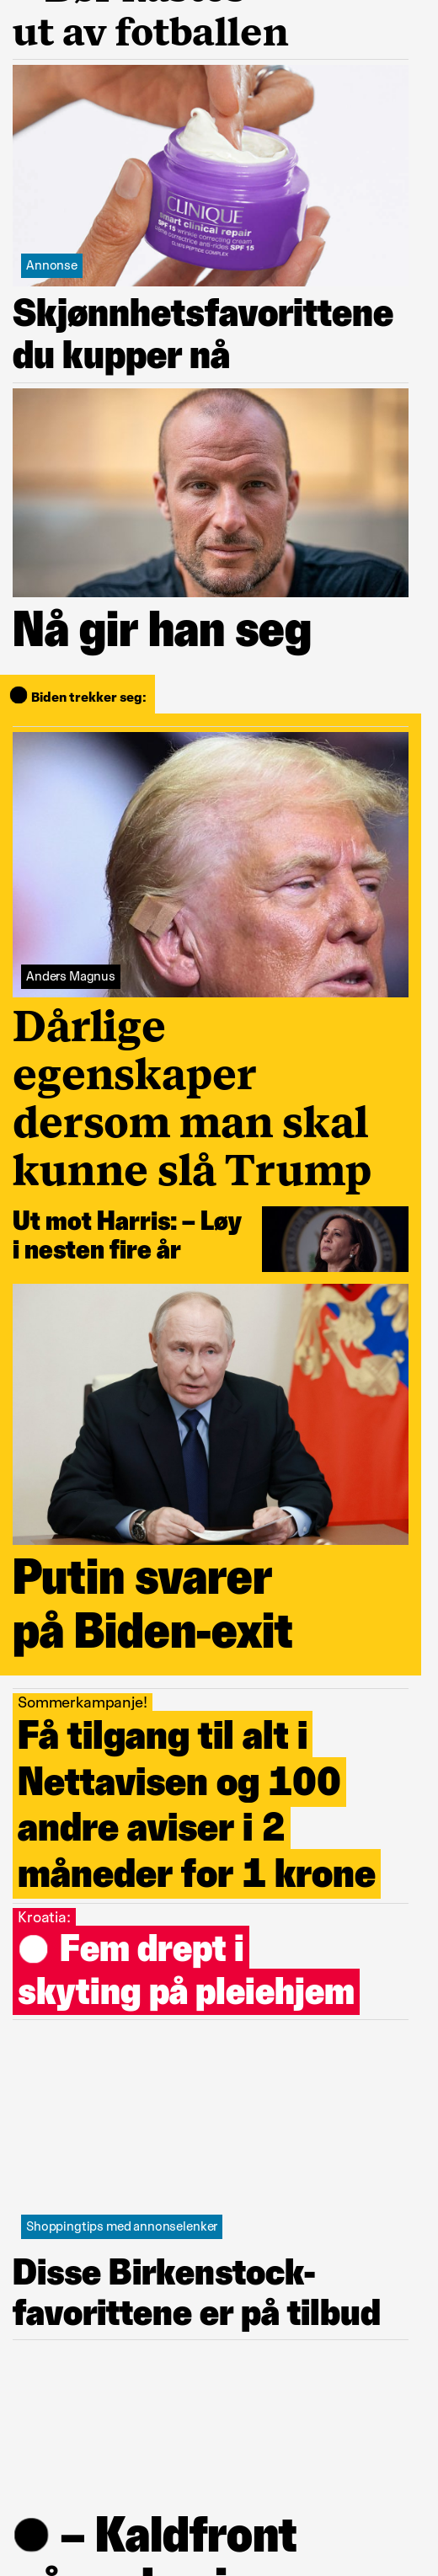 ut av fotballen
CLINIQUE
smart clinical repair
SPF 15
Annonse
Skjønnhetsfavorittene
du kupper nå
Nå gir han seg
Biden trekker seg:
Anders Magnus
Dårlige
egenskaper
dersom man skal
kunne slå Trump
Ut mot Harris: – Løy
i nesten fire år
Putin svarer
på Biden-exit
Sommerkampanje!
Få tilgang til alt i
Nettavisen og 100
andre aviser i 2
måneder for 1 krone
Kroatia:
Fem drept i
skyting på pleiehjem
Shoppingtips med annonselenker
Disse Birkenstock-
favorittene er på tilbud
– Kaldfront